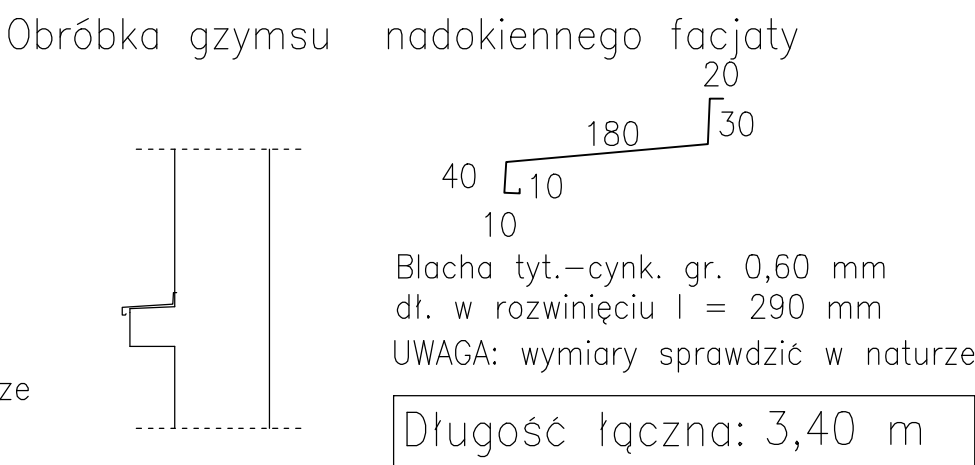 Obróbka gzymsu nadokiennego facjaty
20
180
30
40
10
10
Blacha tyt.-cynk. gr. 0,60 mm
dł. w rozwinięciu l = 290 mm
UWAGA: wymiary sprawdzić w naturze
ze
Długość łączna: 3,40 m